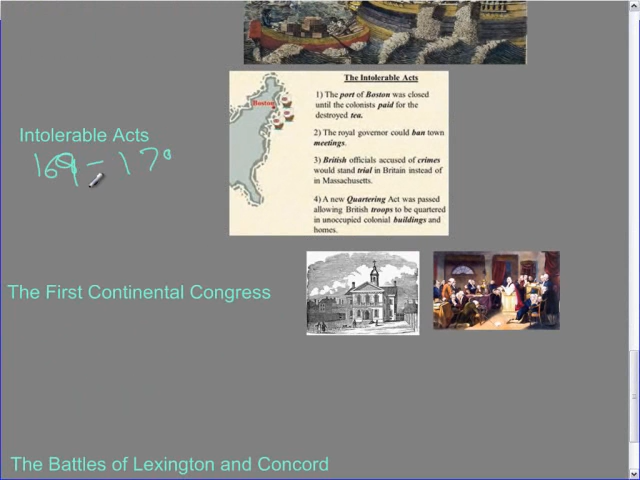 The Intolerable Acts
Boston
1) The port of Boston was closed
until the colonists paid for the
destroyed tea.
2) The royal governor could ban town
meetings.
3) British officials accused of crimes
would stand trial in Britain instead of
in Massachusetts.
4) A new Quartering Act was passed
allowing British troops to be quartered
in unoccupied colonial buildings and
homes.
Intolerable Acts
169 - 170
The First Continental Congress
The Battles of Lexington and Concord